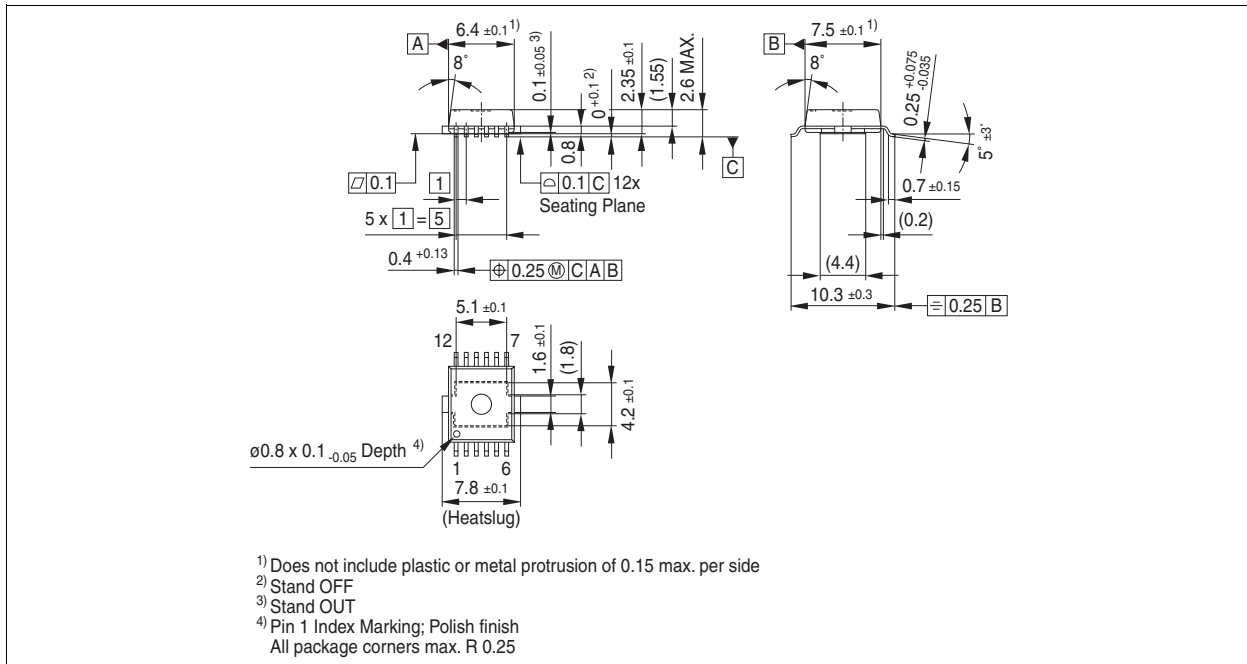 A
6.4 ±0.1 1)
8°
0.1 ±0.05 3)
0 +0.1 2)
2.35 ±0.1
(1.55)
2.6 MAX.
0.8
C
⏥ 0.1
1
⌓ 0.1 C 12x
Seating Plane
5 x 1 = 5
0.4 +0.13
⌖ 0.25 Ⓜ C A B
B
7.5 ±0.1 1)
8°
0.25 +0.075 -0.035
5° ±3°
0.7 ±0.15
(0.2)
(4.4)
10.3 ±0.3
⌯ 0.25 B
5.1 ±0.1
12
7
1.6 ±0.1
(1.8)
4.2 ±0.1
ø0.8 x 0.1 -0.05 Depth 4)
1
6
7.8 ±0.1
(Heatslug)
1) Does not include plastic or metal protrusion of 0.15 max. per side
2) Stand OFF
3) Stand OUT
4) Pin 1 Index Marking; Polish finish
All package corners max. R 0.25